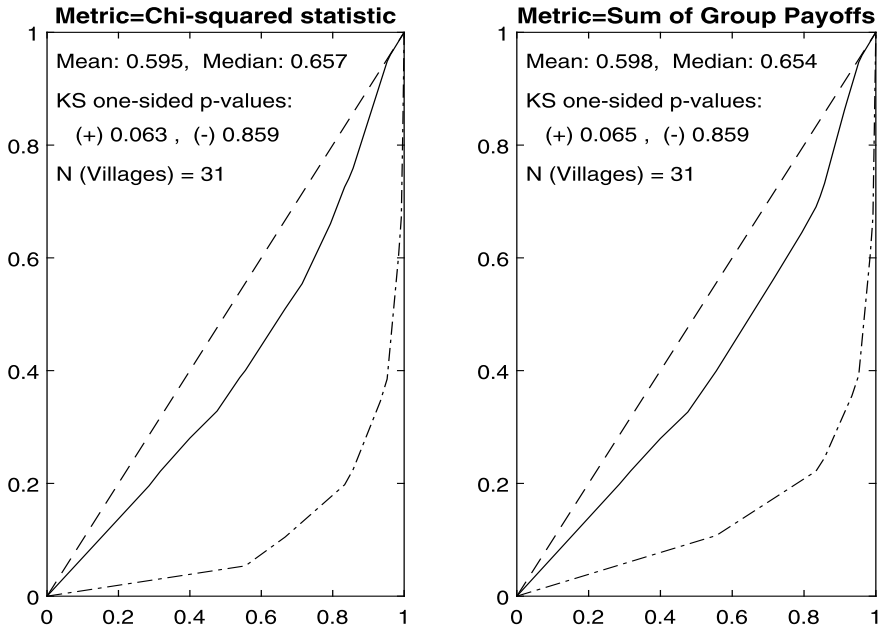 Metric=Chi-squared statistic
Mean: 0.595, Median: 0.657
KS one-sided p-values:
(+) 0.063 , (-) 0.859
N (Villages) = 31
1
0.8
0.6
0.4
0.2
0
0 0.2 0.4 0.6 0.8 1
Metric=Sum of Group Payoffs
Mean: 0.598, Median: 0.654
KS one-sided p-values:
(+) 0.065 , (-) 0.859
N (Villages) = 31
1
0.8
0.6
0.4
0.2
0
0 0.2 0.4 0.6 0.8 1